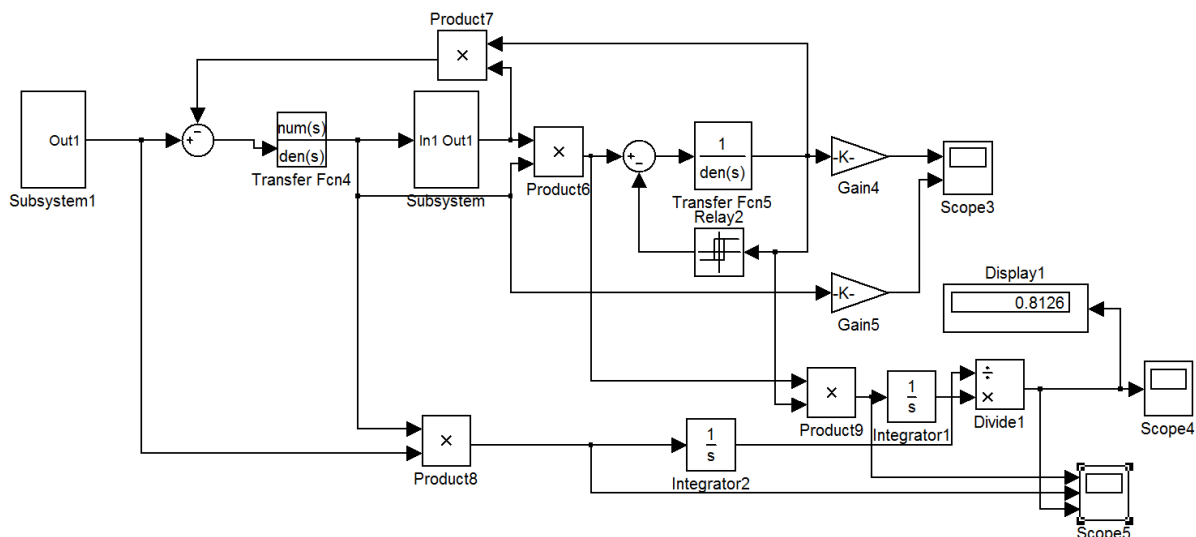 Product7
×
Out1
Subsystem1
+
−
num(s)
den(s)
Transfer Fcn4
In1 Out1
Subsystem
×
Product6
+
−
1
den(s)
Transfer Fcn5
Relay2
-K-
Gain4
Scope3
-K-
Gain5
Display1
0.8126
×
Product9
1
s
Integrator1
÷
×
Divide1
Scope4
×
Product8
1
s
Integrator2
Scope5